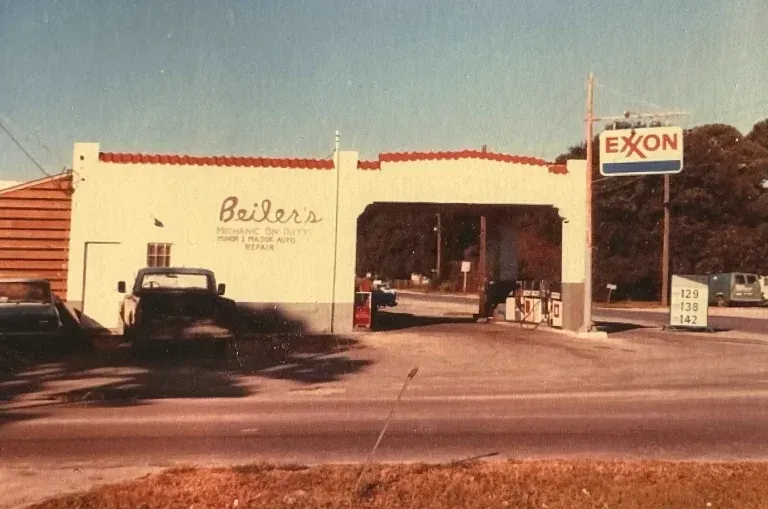 Beiler's
MECHANIC ON DUTY
MINOR & MAJOR AUTO
REPAIR
EXXON
129
138
142